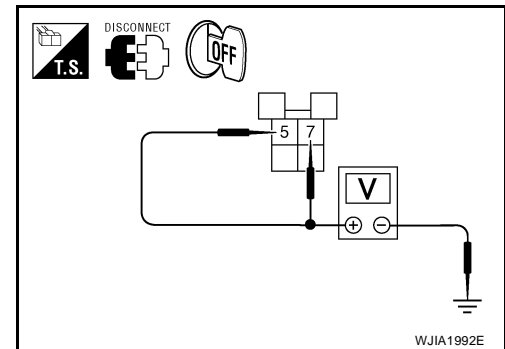 DISCONNECT
T.S.
OFF
5 7
V
+ −
WJIA1992E